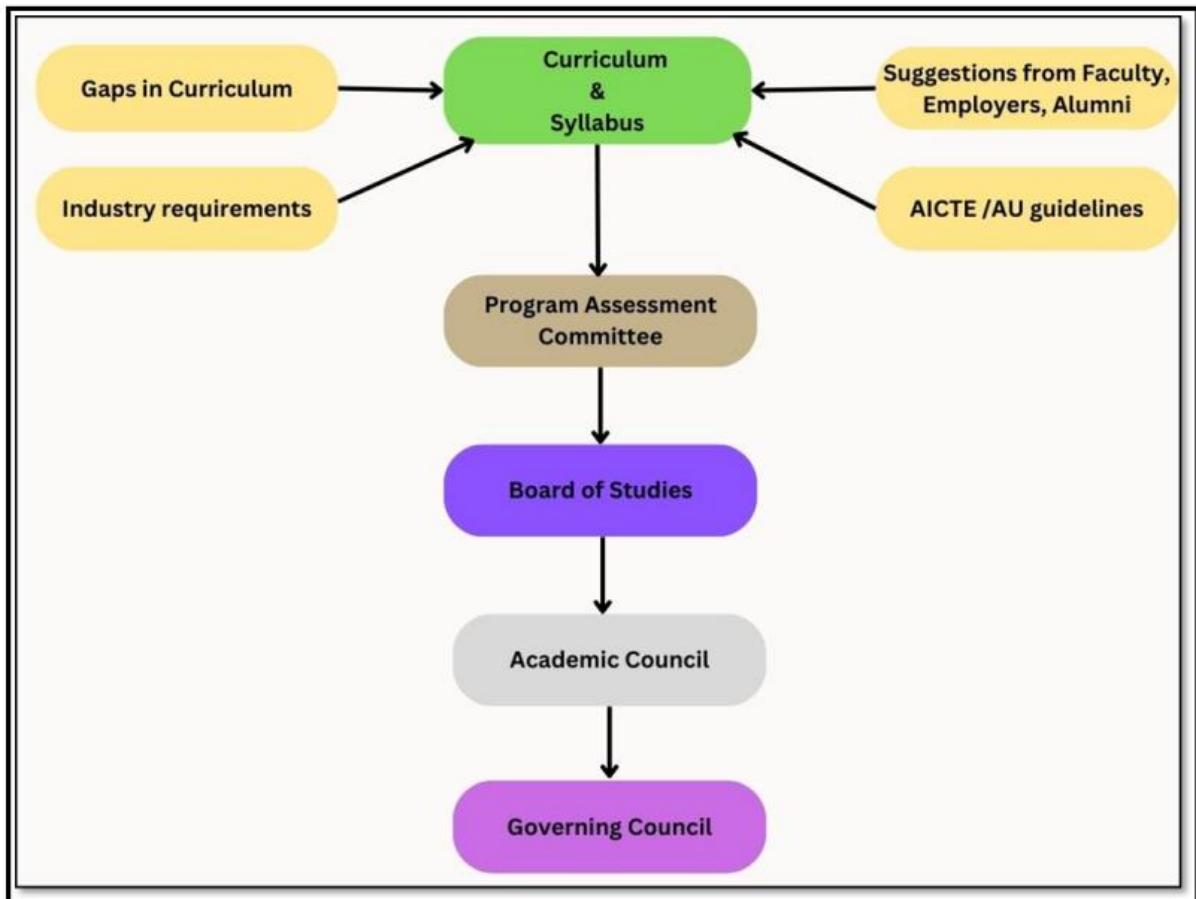 Gaps in Curriculum
Curriculum
&
Syllabus
Suggestions from Faculty,
Employers, Alumni
Industry requirements
AICTE /AU guidelines
Program Assessment
Committee
Board of Studies
Academic Council
Governing Council